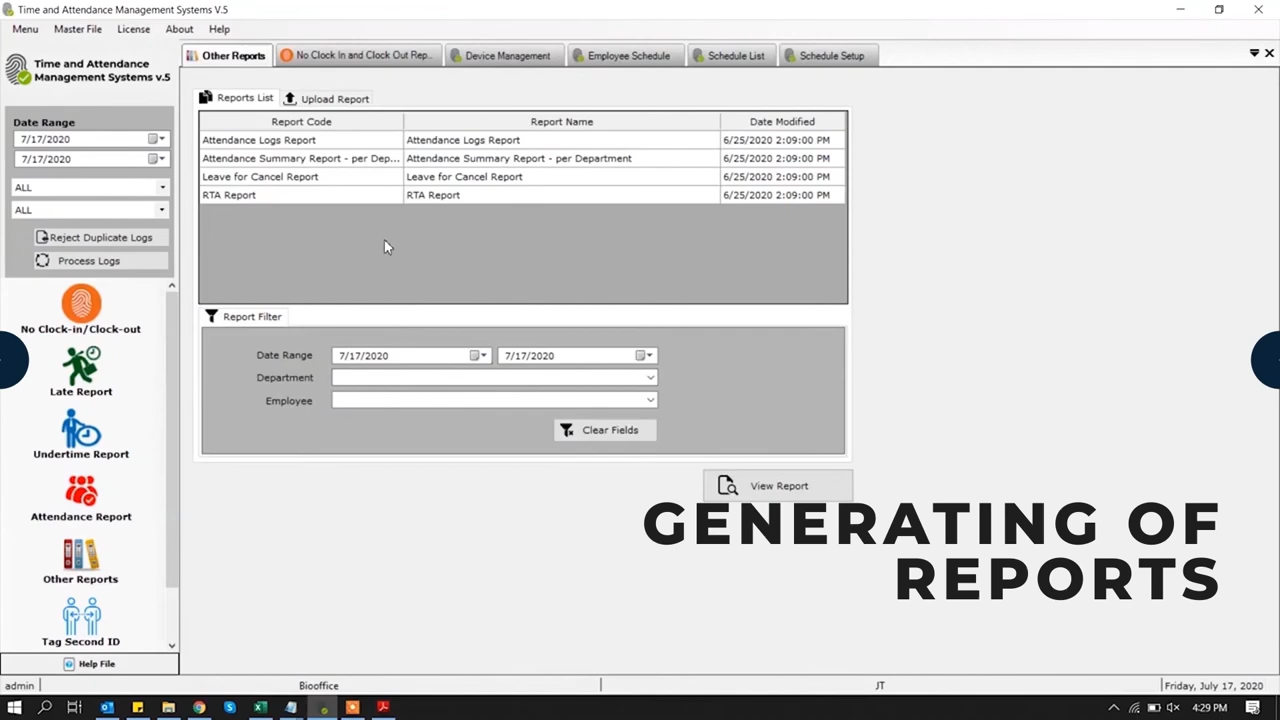 Time and Attendance Management Systems V.5
Menu Master File License About Help
Time and Attendance
Management Systems v.5
Other Reports No Clock In and Clock Out Rep... Device Management Employee Schedule Schedule List Schedule Setup
Date Range
7/17/2020
7/17/2020
ALL
ALL
Reject Duplicate Logs
Process Logs
No Clock-in/Clock-out
Late Report
Undertime Report
Attendance Report
Other Reports
Tag Second ID
Help File
Reports List Upload Report
Report Code Report Name Date Modified
Attendance Logs Report Attendance Logs Report 6/25/2020 2:09:00 PM
Attendance Summary Report - per Dep... Attendance Summary Report - per Department 6/25/2020 2:09:00 PM
Leave for Cancel Report Leave for Cancel Report 6/25/2020 2:09:00 PM
RTA Report RTA Report 6/25/2020 2:09:00 PM
Report Filter
Date Range 7/17/2020 7/17/2020
Department
Employee
Clear Fields
View Report
GENERATING OF
REPORTS
admin Bioofice JT Friday, July 17, 2020
4:29 PM